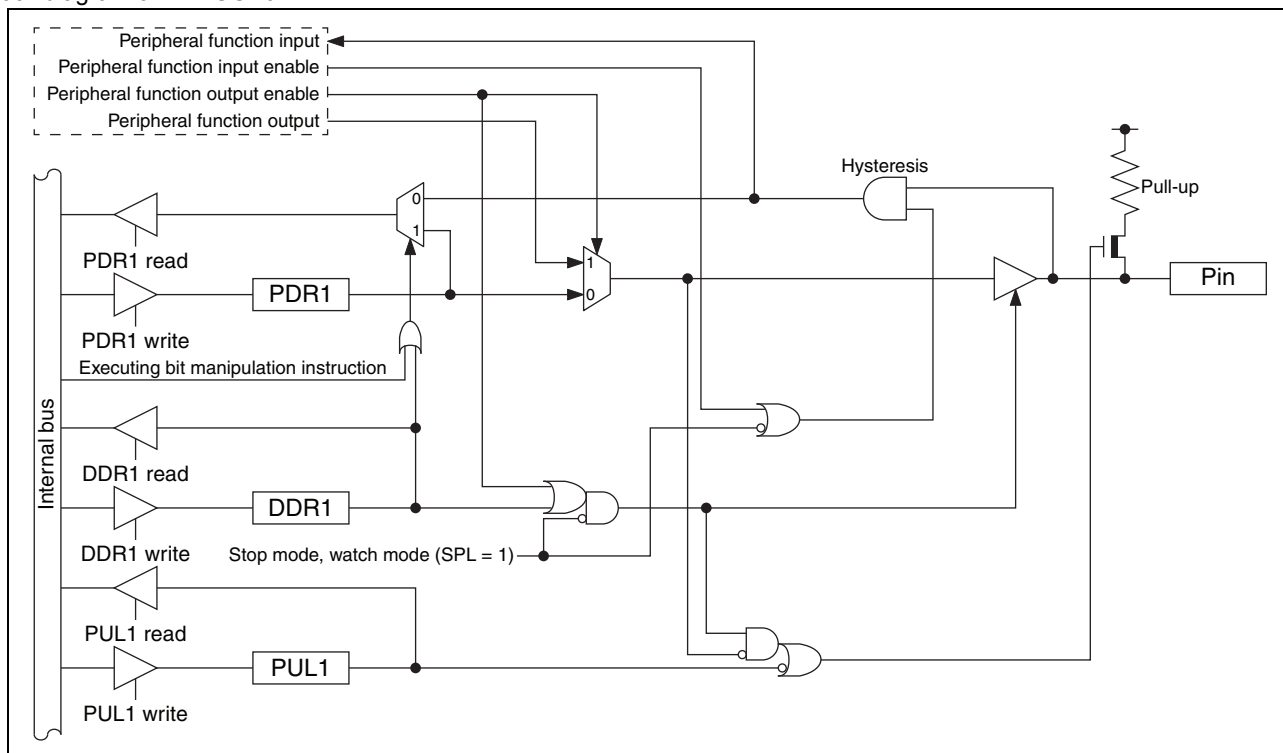 Peripheral function input
Peripheral function input enable
Peripheral function output enable
Peripheral function output
Hysteresis
Pull-up
0
1
PDR1 read
1
PDR1
0
Pin
PDR1 write
Executing bit manipulation instruction
Internal bus
DDR1 read
DDR1
DDR1 write
Stop mode, watch mode (SPL = 1)
PUL1 read
PUL1
PUL1 write